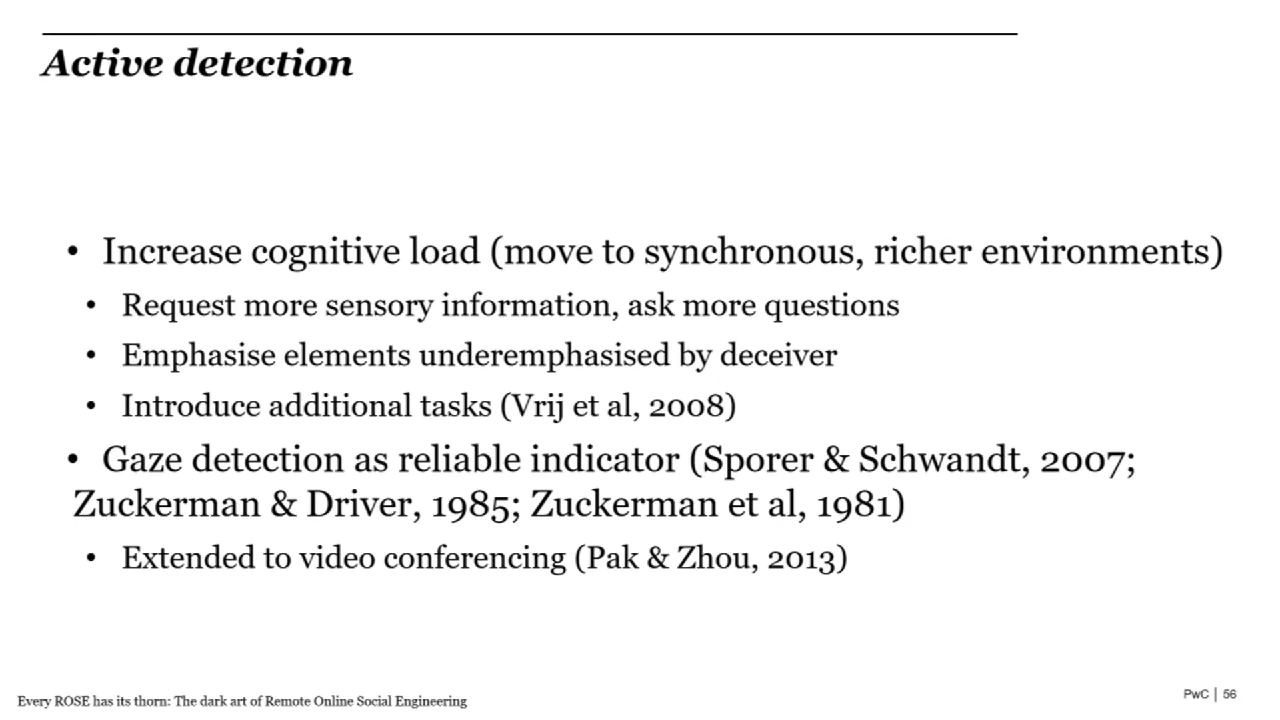 Active detection
• Increase cognitive load (move to synchronous, richer environments)
• Request more sensory information, ask more questions
• Emphasise elements underemphasised by deceiver
• Introduce additional tasks (Vrij et al, 2008)
• Gaze detection as reliable indicator (Sporer & Schwandt, 2007;
Zuckerman & Driver, 1985; Zuckerman et al, 1981)
• Extended to video conferencing (Pak & Zhou, 2013)
Every ROSE has its thorn: The dark art of Remote Online Social Engineering
PwC | 56